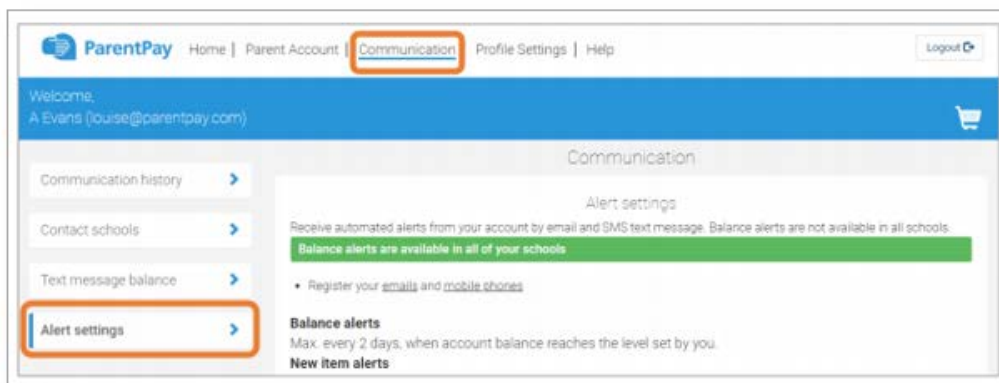 ParentPay Home | Parent Account | Communication Profile Settings | Help Logout
Welcome,
A Evans (louise@parentpay.com)
Communication
Communication history
Alert settings
Contact schools
Receive automated alerts from your account by email and SMS text message. Balance alerts are not available in all schools.
Balance alerts are available in all of your schools
Text message balance
• Register your emails and mobile phones
Alert settings
Balance alerts
Max. every 2 days, when account balance reaches the level set by you.
New item alerts